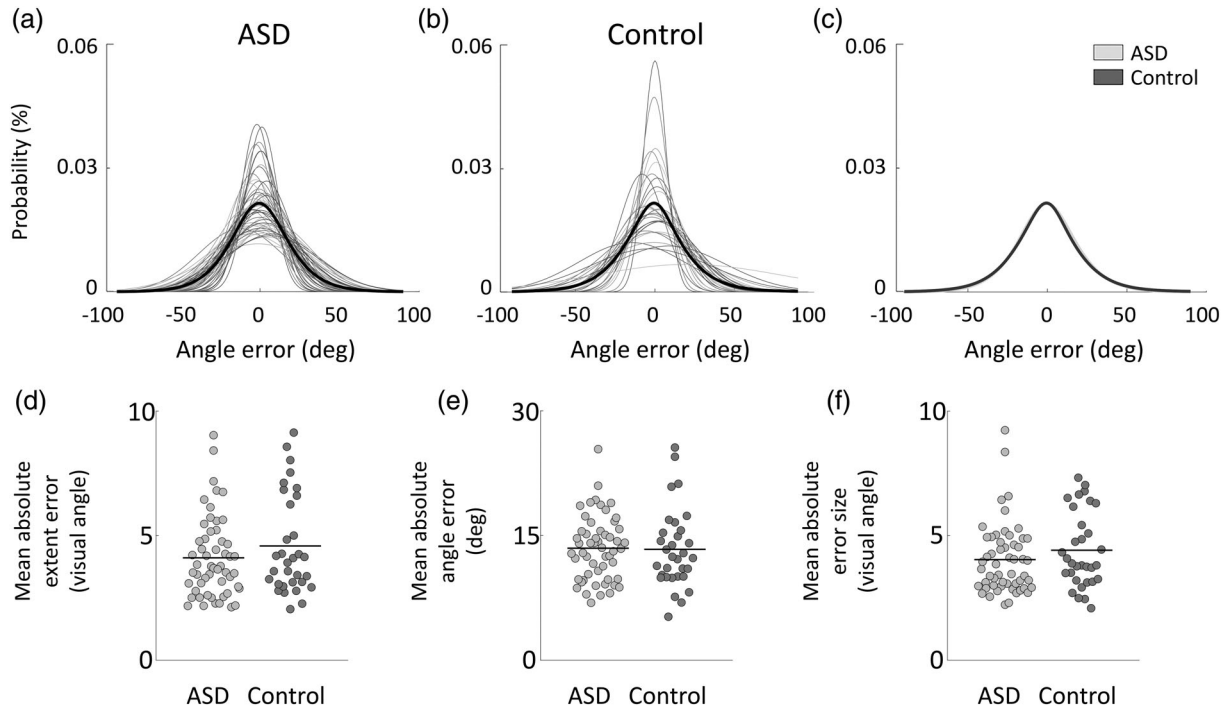 (a)
ASD
(b)
Control
(c)
0.06
0.03
0
Probability (%)
-100 -50 0 50 100
Angle error (deg)
0.06
0.03
0
-100 -50 0 50 100
Angle error (deg)
0.06
0.03
0
ASD
Control
-100 -50 0 50 100
Angle error (deg)
(d)
10
5
0
Mean absolute
extent error
(visual angle)
ASD Control
(e)
30
15
0
Mean absolute
angle error
(deg)
ASD Control
(f)
10
5
0
Mean absolute
error size
(visual angle)
ASD Control